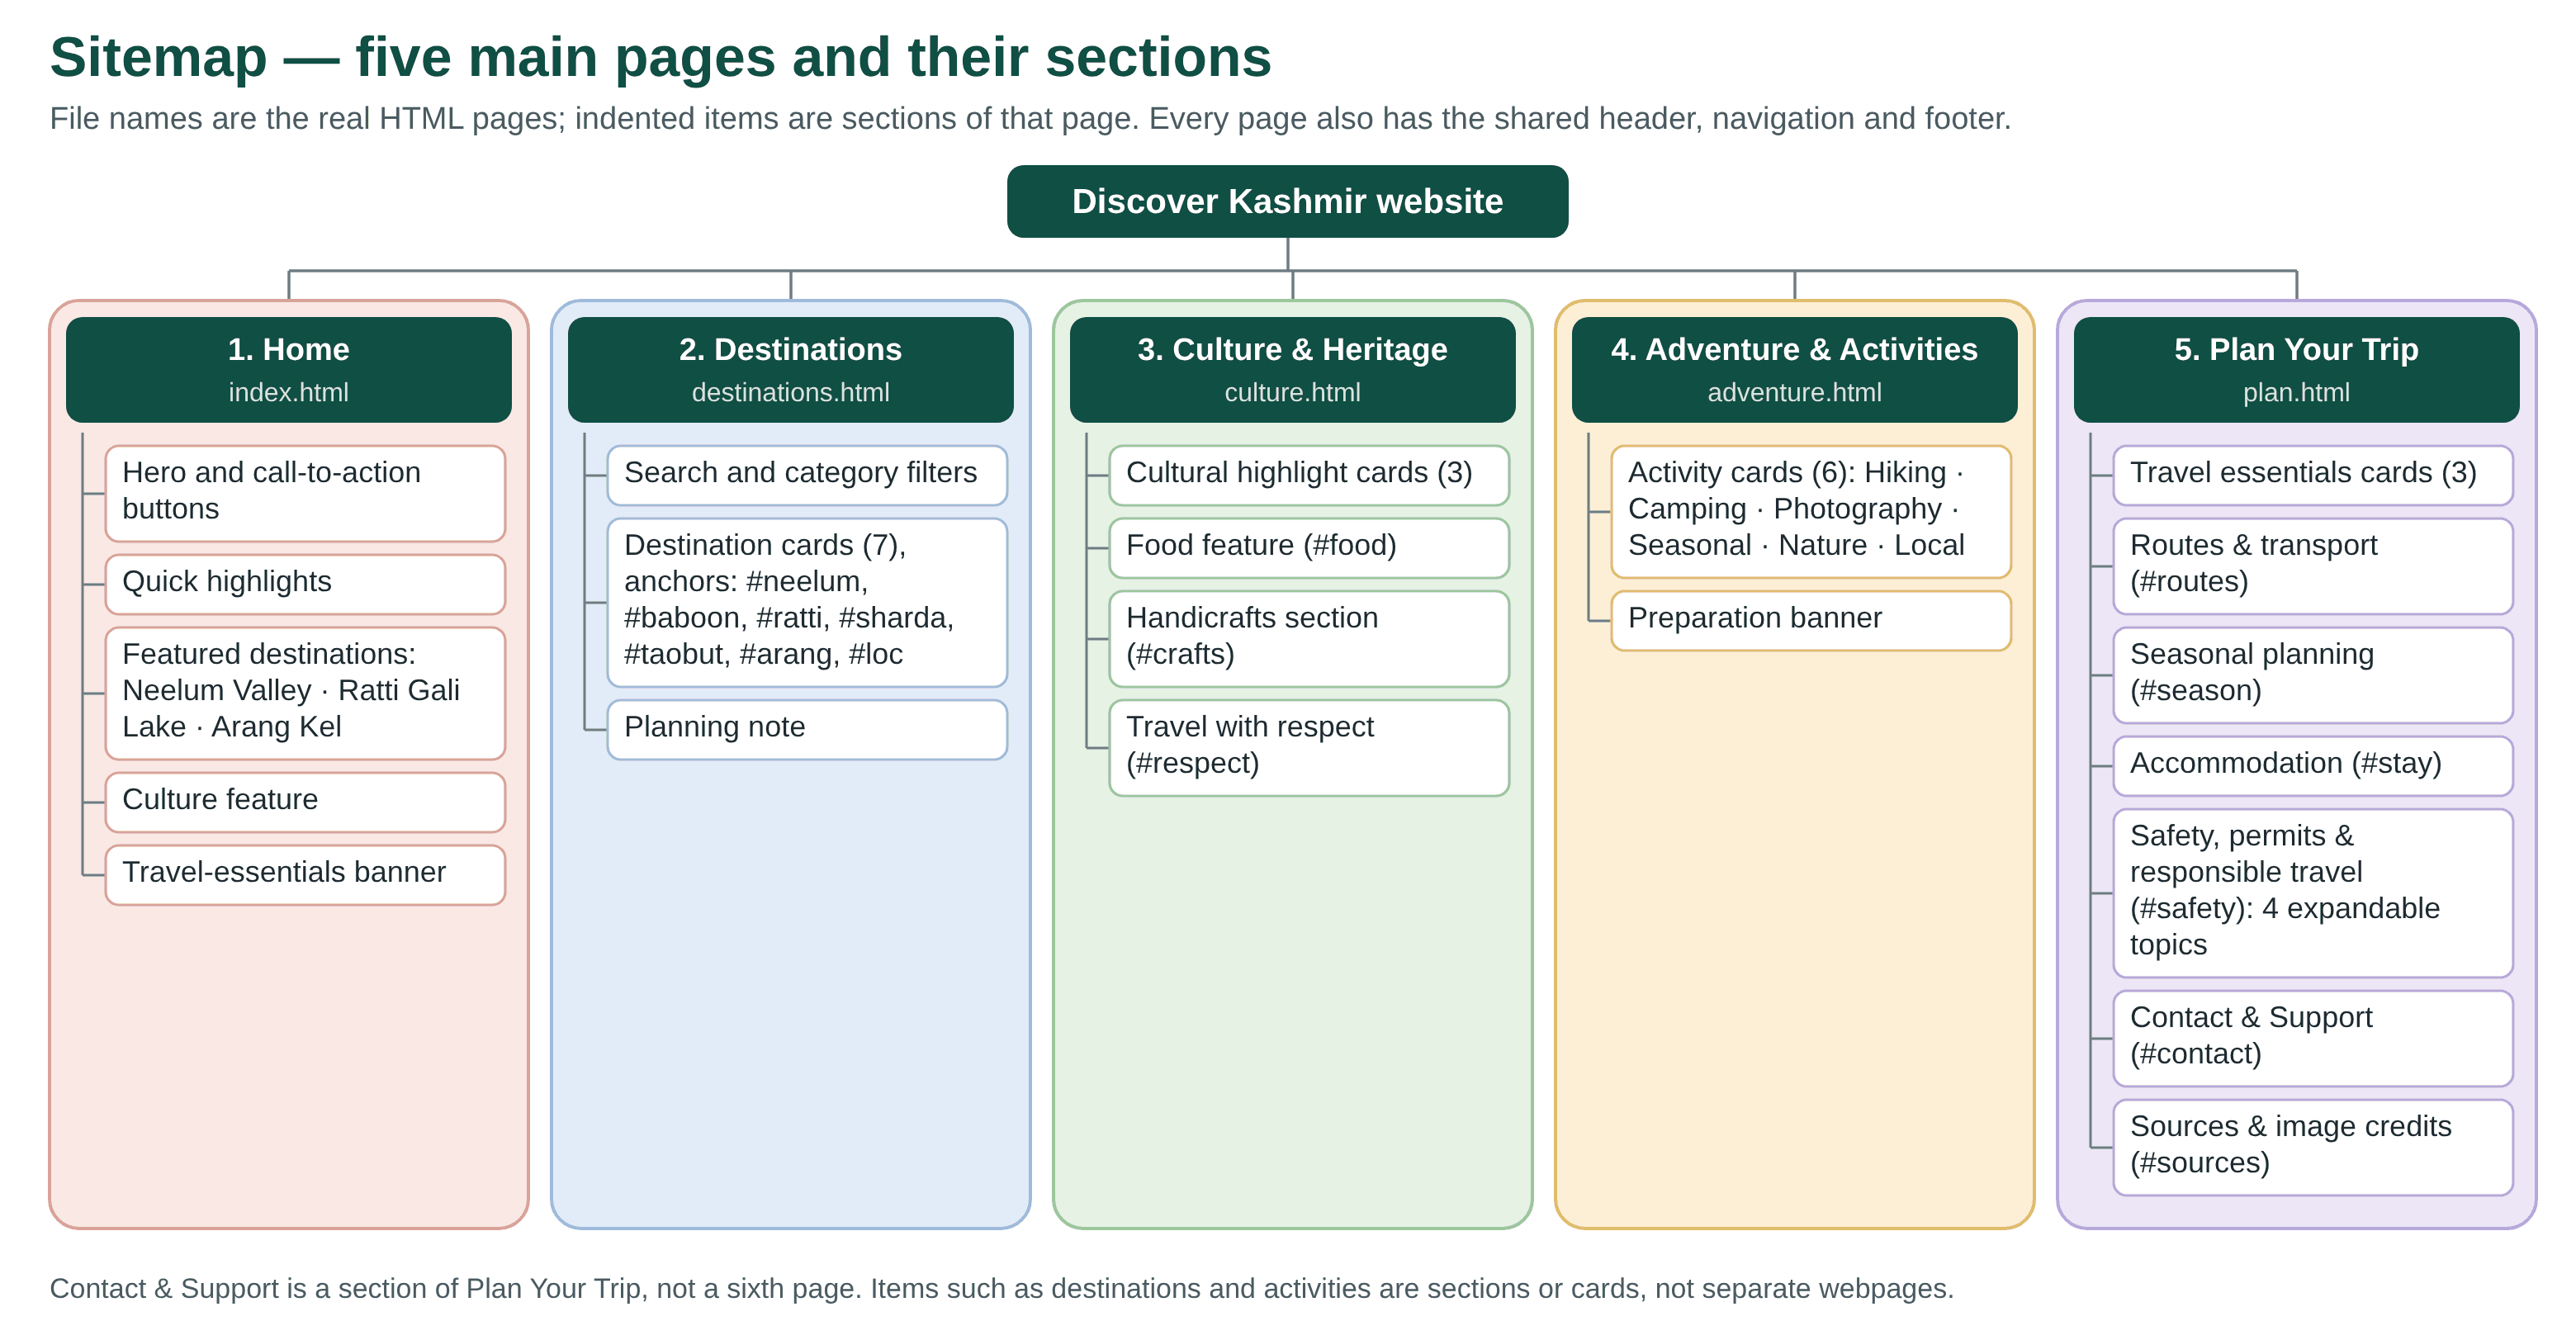 Sitemap — five main pages and their sections
File names are the real HTML pages; indented items are sections of that page. Every page also has the shared header, navigation and footer.
Discover Kashmir website
1. Home
index.html
Hero and call-to-action
buttons
Quick highlights
Featured destinations:
Neelum Valley · Ratti Gali
Lake · Arang Kel
Culture feature
Travel-essentials banner
2. Destinations
destinations.html
Search and category filters
Destination cards (7),
anchors: #neelum,
#baboon, #ratti, #sharda,
#taobut, #arang, #loc
Planning note
3. Culture & Heritage
culture.html
Cultural highlight cards (3)
Food feature (#food)
Handicrafts section
(#crafts)
Travel with respect
(#respect)
4. Adventure & Activities
adventure.html
Activity cards (6): Hiking ·
Camping · Photography ·
Seasonal · Nature · Local
Preparation banner
5. Plan Your Trip
plan.html
Travel essentials cards (3)
Routes & transport
(#routes)
Seasonal planning
(#season)
Accommodation (#stay)
Safety, permits &
responsible travel
(#safety): 4 expandable
topics
Contact & Support
(#contact)
Sources & image credits
(#sources)
Contact & Support is a section of Plan Your Trip, not a sixth page. Items such as destinations and activities are sections or cards, not separate webpages.